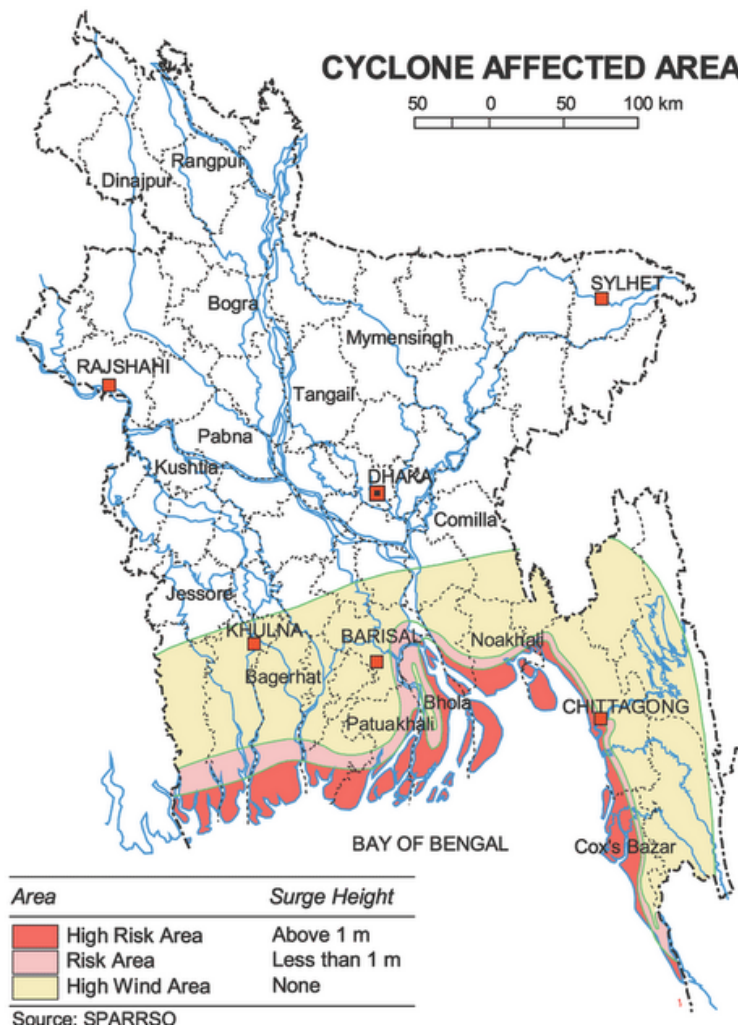 CYCLONE AFFECTED AREA
50 0 50 100 km
Rangpur
Dinajpur
SYLHET
Bogra
Mymensingh
RAJSHAHI
Tangail
Pabna
Kushtia
DHAKA
Comilla
Jessore
KHULNA
BARISAL
Noakhali
Bagerhat
Bhola
CHITTAGONG
Patuakhali
BAY OF BENGAL
Cox's Bazar
Area Surge Height
High Risk Area Above 1 m
Risk Area Less than 1 m
High Wind Area None
Source: SPARRSO
1